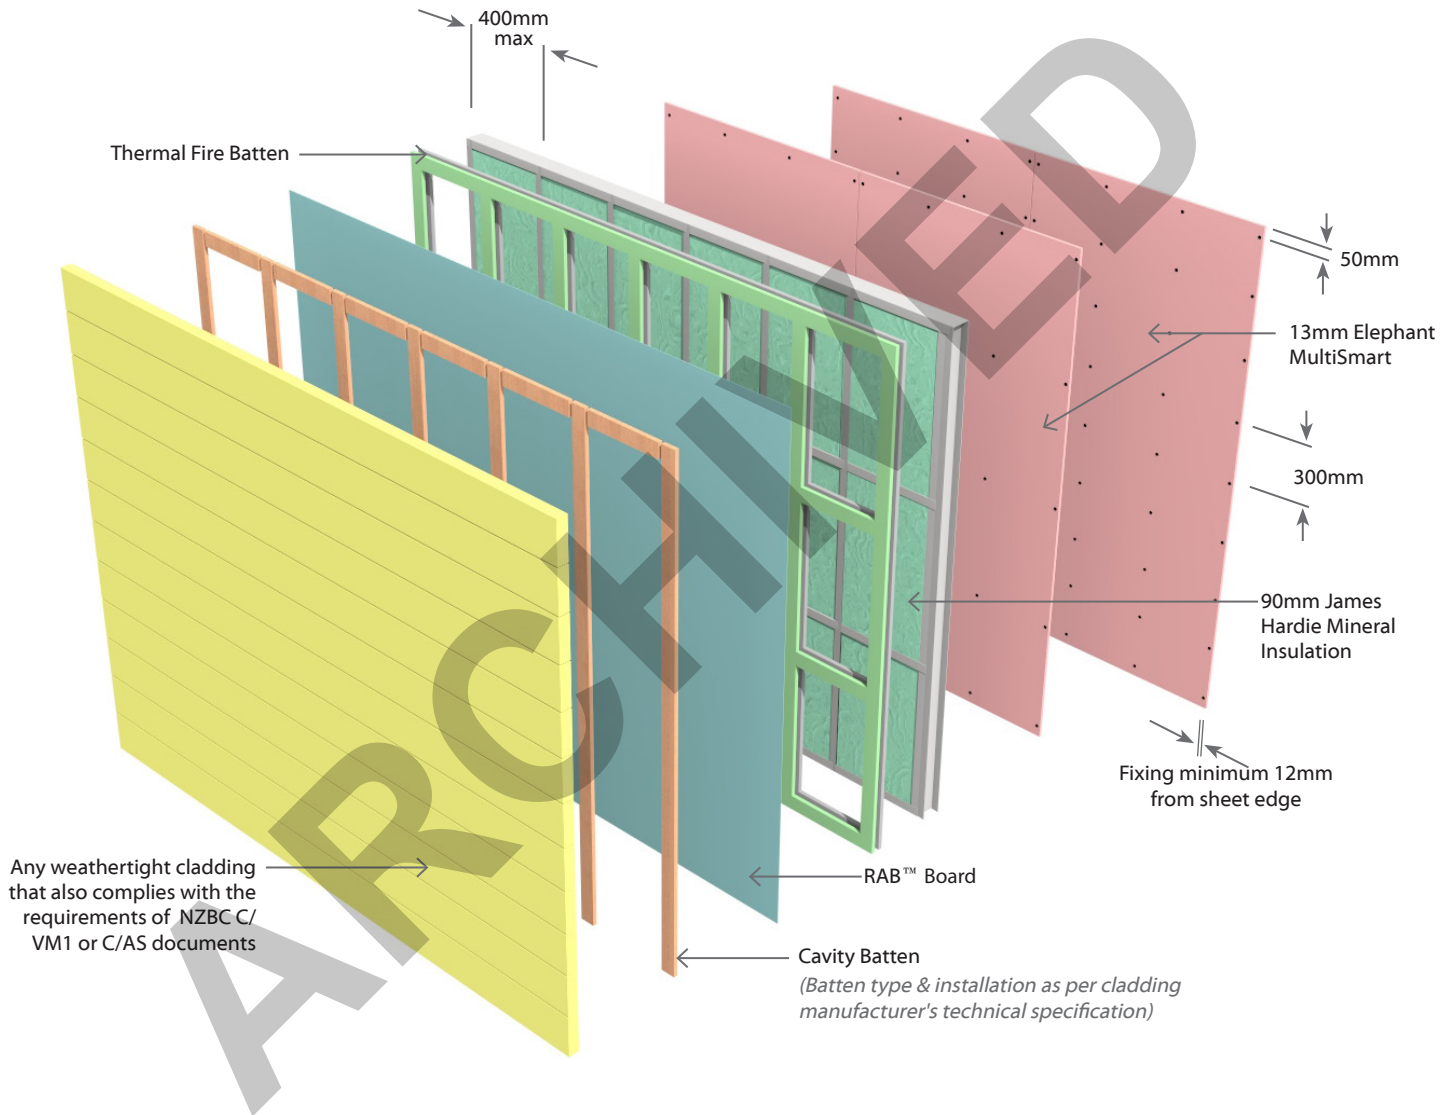 400mm
max
Thermal Fire Batten
50mm
13mm Elephant
MultiSmart
300mm
90mm James
Hardie Mineral
Insulation
Fixing minimum 12mm
from sheet edge
Any weathertight cladding
that also complies with the
requirements of NZBC C/
VM1 or C/AS documents
RAB™ Board
Cavity Batten
(Batten type & installation as per cladding
manufacturer's technical specification)
ARCHIVED